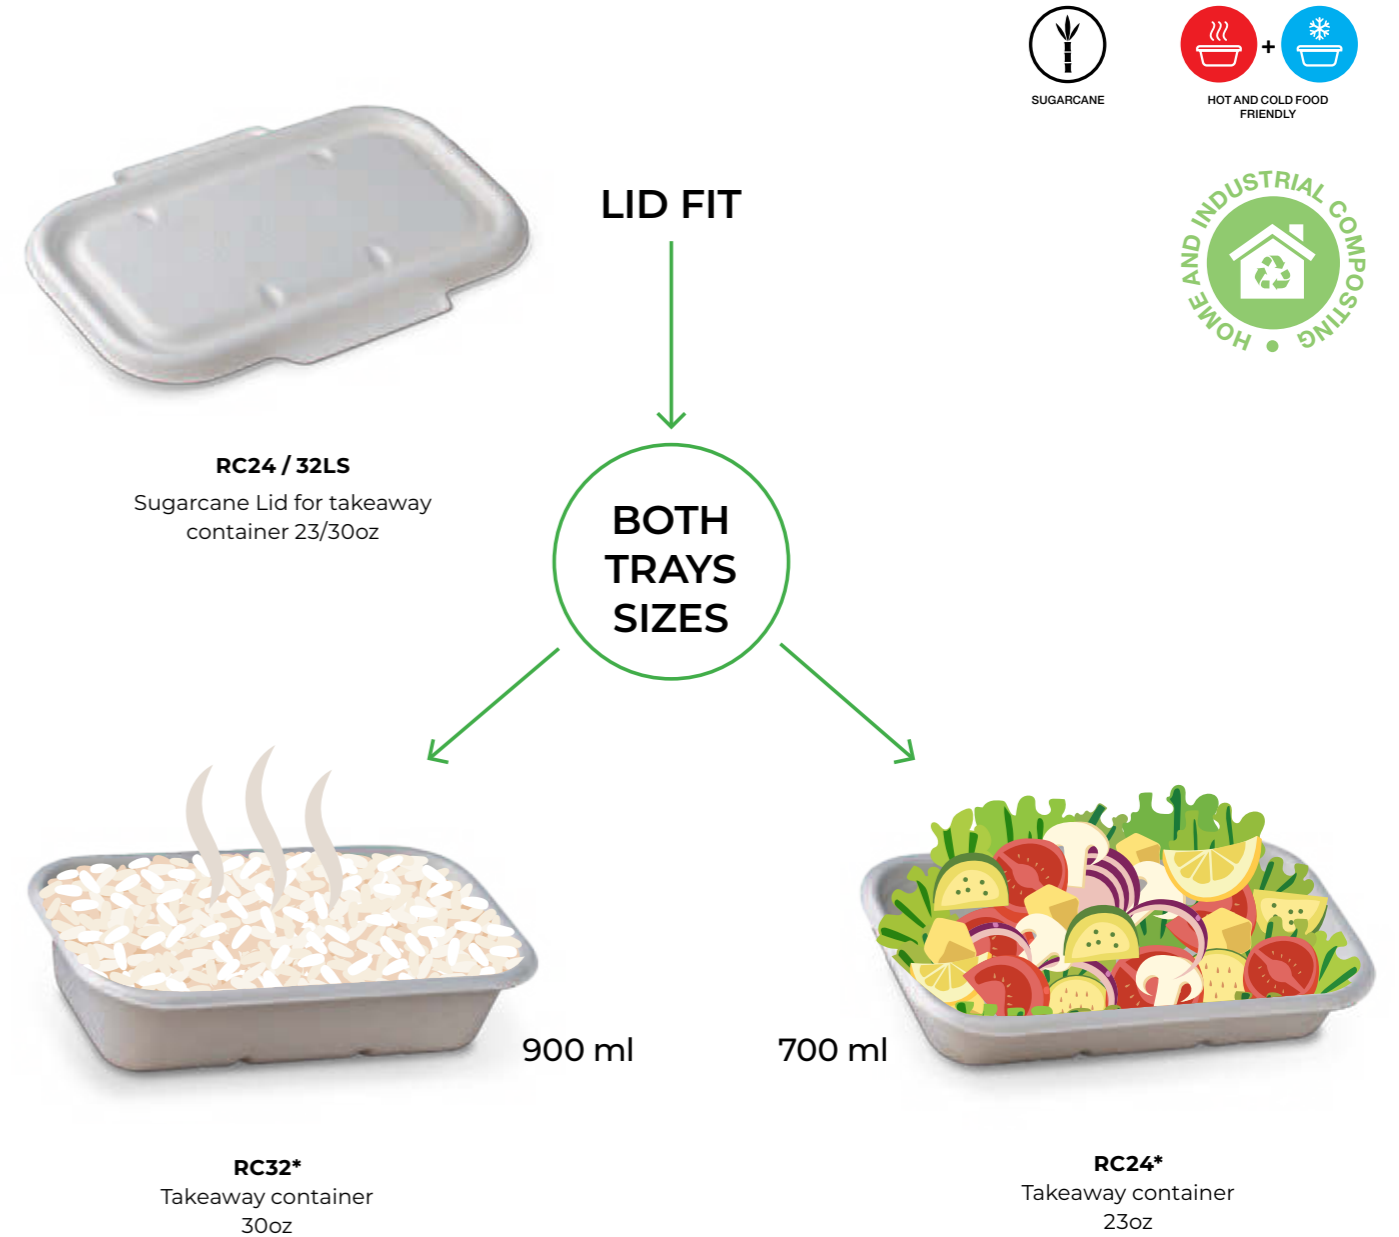 SUGARCANE
+
HOT AND COLD FOOD
FRIENDLY
HOME AND INDUSTRIAL COMPOSTING
LID FIT
RC24 / 32LS
Sugarcane Lid for takeaway
container 23/30oz
BOTH
TRAYS
SIZES
900 ml
700 ml
RC32*
Takeaway container
30oz
RC24*
Takeaway container
23oz